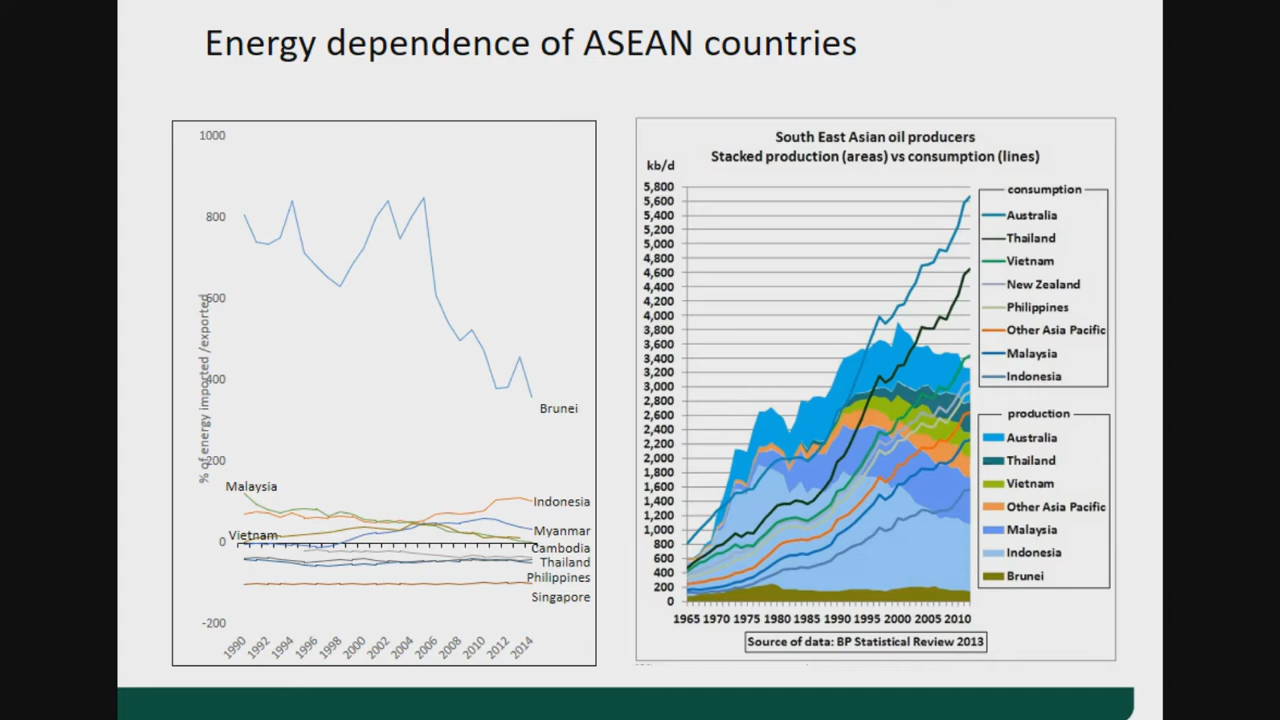 Energy dependence of ASEAN countries
% of energy imported /exported
1000
800
600
400
200
0
-200
Brunei
Malaysia
Indonesia
Vietnam
Myanmar
Cambodia
Thailand
Philippines
Singapore
1990 1992 1994 1996 1998 2000 2002 2004 2006 2008 2010 2012 2014
South East Asian oil producers
Stacked production (areas) vs consumption (lines)
kb/d
5,800
5,600
5,400
5,200
5,000
4,800
4,600
4,400
4,200
4,000
3,800
3,600
3,400
3,200
3,000
2,800
2,600
2,400
2,200
2,000
1,800
1,600
1,400
1,200
1,000
800
600
400
200
0
1965 1970 1975 1980 1985 1990 1995 2000 2005 2010
consumption
Australia
Thailand
Vietnam
New Zealand
Philippines
Other Asia Pacific
Malaysia
Indonesia
production
Australia
Thailand
Vietnam
Other Asia Pacific
Malaysia
Indonesia
Brunei
Source of data: BP Statistical Review 2013